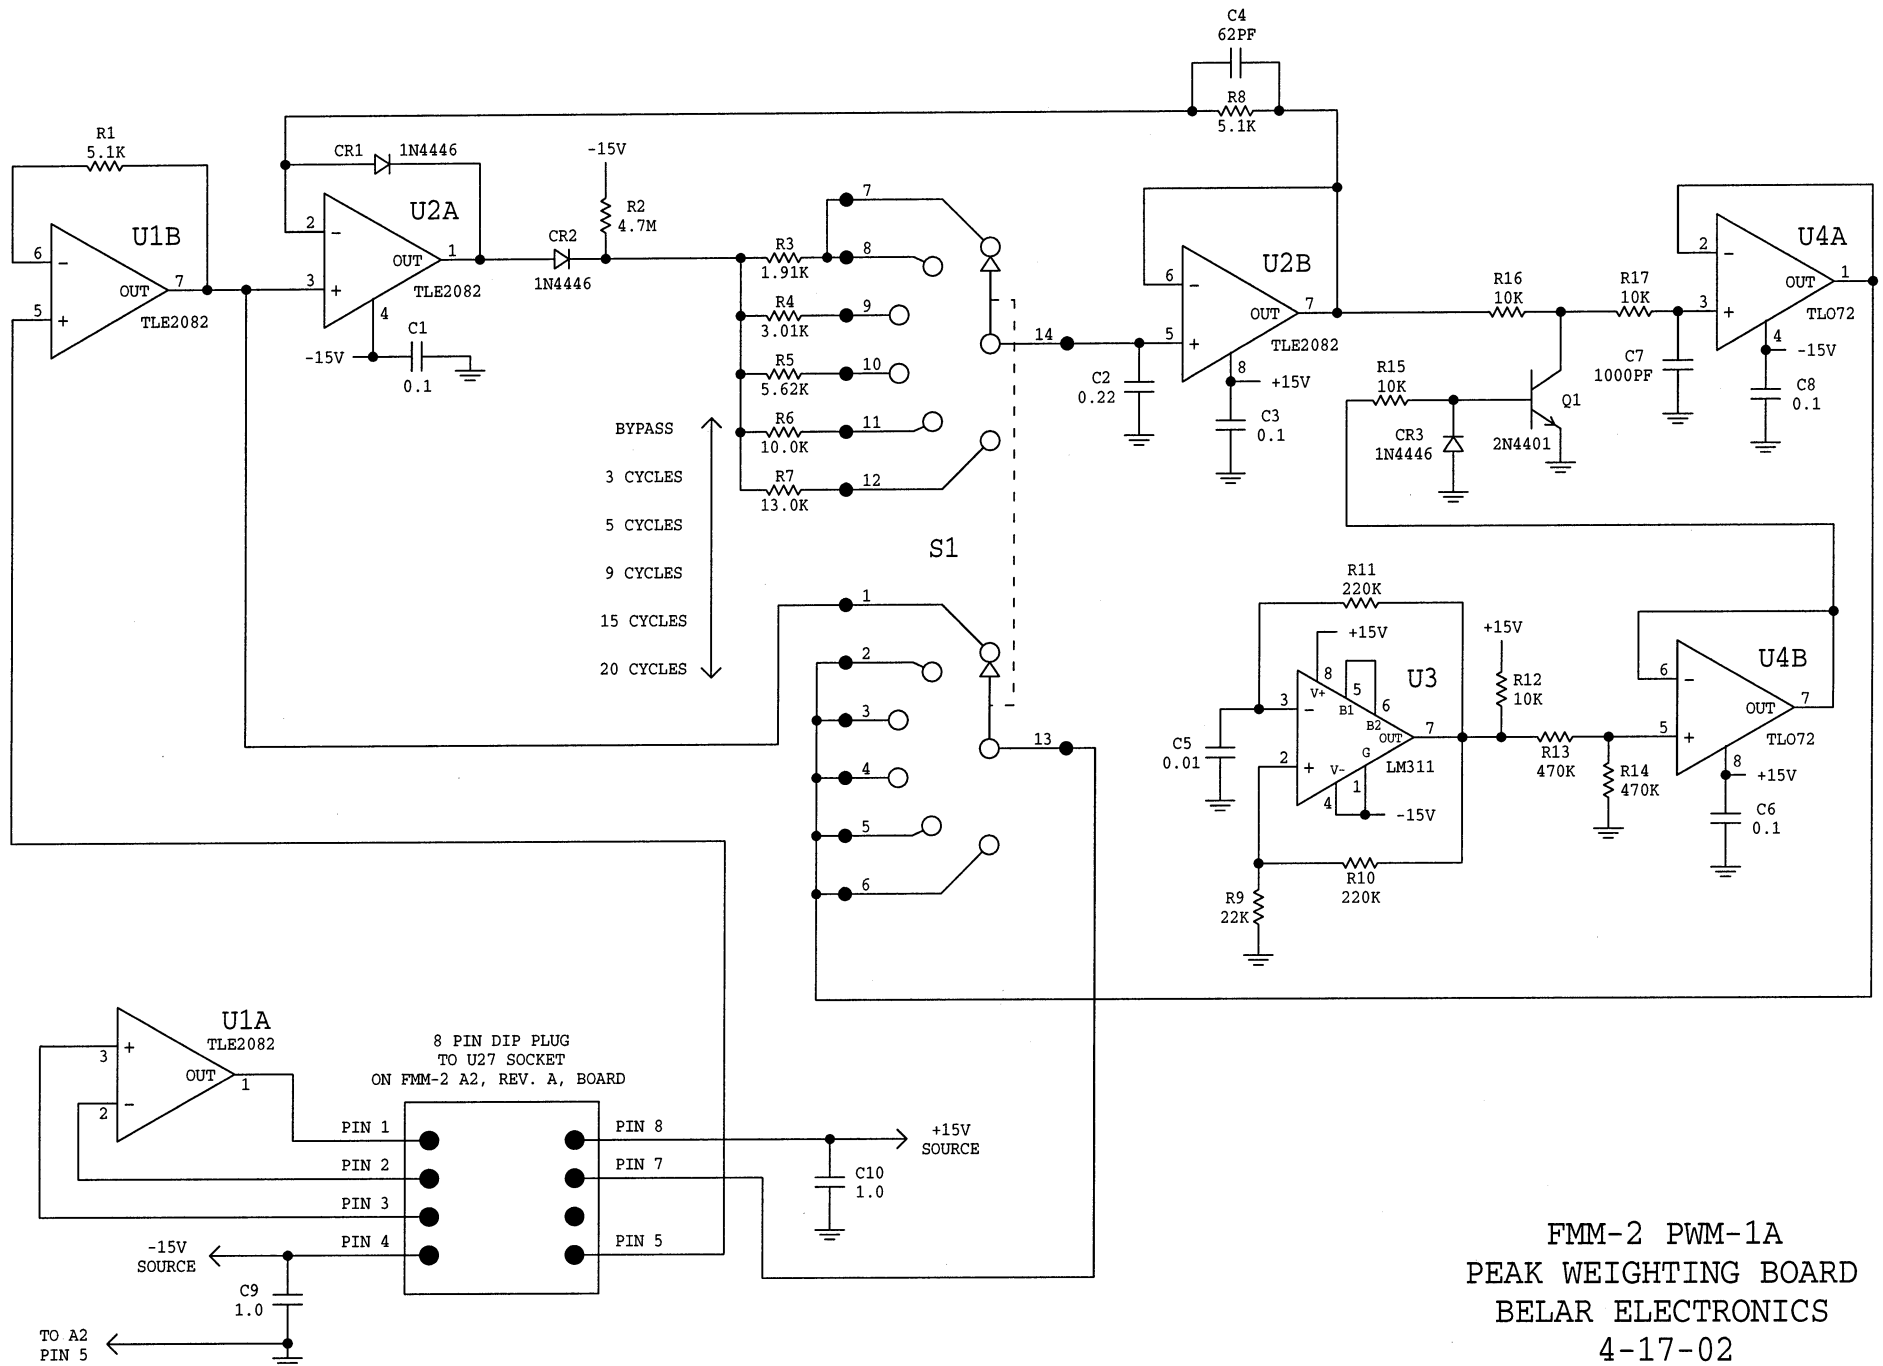 C4
62PF
R8
5.1K
R1
5.1K
CR1
1N4446
-15V
R2
4.7M
U1B
6
-
5
+
OUT
7
TLE2082
U2A
2
-
3
+
OUT
1
TLE2082
4
-15V
C1
0.1
CR2
1N4446
R3
1.91K
R4
3.01K
R5
5.62K
R6
10.0K
R7
13.0K
7
8
9
10
11
12
14
BYPASS
3 CYCLES
5 CYCLES
9 CYCLES
15 CYCLES
20 CYCLES
S1
1
2
3
4
5
6
13
C2
0.22
U2B
6
-
5
+
OUT
7
TLE2082
8
+15V
C3
0.1
R16
10K
R17
10K
R15
10K
CR3
1N4446
Q1
2N4401
C7
1000PF
U4A
2
-
3
+
OUT
1
TLO72
4
-15V
C8
0.1
R11
220K
+15V
U3
8
V+
5
B1
6
B2
3
-
2
+
OUT
7
G
V-
1
4
LM311
-15V
C5
0.01
R9
22K
R10
220K
+15V
R12
10K
R13
470K
R14
470K
U4B
6
-
5
+
OUT
7
TLO72
8
+15V
C6
0.1
U1A
TLE2082
3
+
2
-
OUT
1
8 PIN DIP PLUG
TO U27 SOCKET
ON FMM-2 A2, REV. A, BOARD
PIN 1
PIN 2
PIN 3
PIN 4
PIN 8
PIN 7
PIN 5
+15V
SOURCE
C10
1.0
-15V
SOURCE
C9
1.0
TO A2
PIN 5
FMM-2 PWM-1A
PEAK WEIGHTING BOARD
BELAR ELECTRONICS
4-17-02